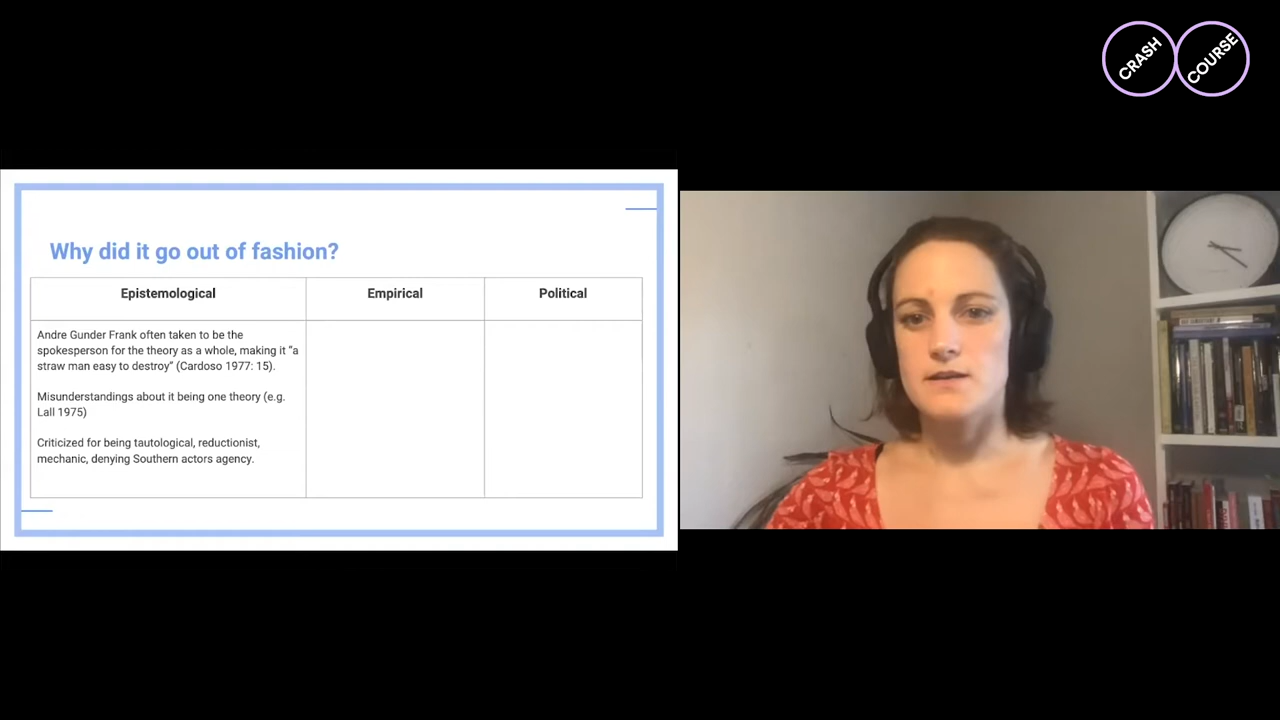 CRASH COURSE
Why did it go out of fashion?
Epistemological
Empirical
Political
Andre Gunder Frank often taken to be the
spokesperson for the theory as a whole, making it "a
straw man easy to destroy" (Cardoso 1977: 15).
Misunderstandings about it being one theory (e.g.
Lall 1975)
Criticized for being tautological, reductionist,
mechanic, denying Southern actors agency.